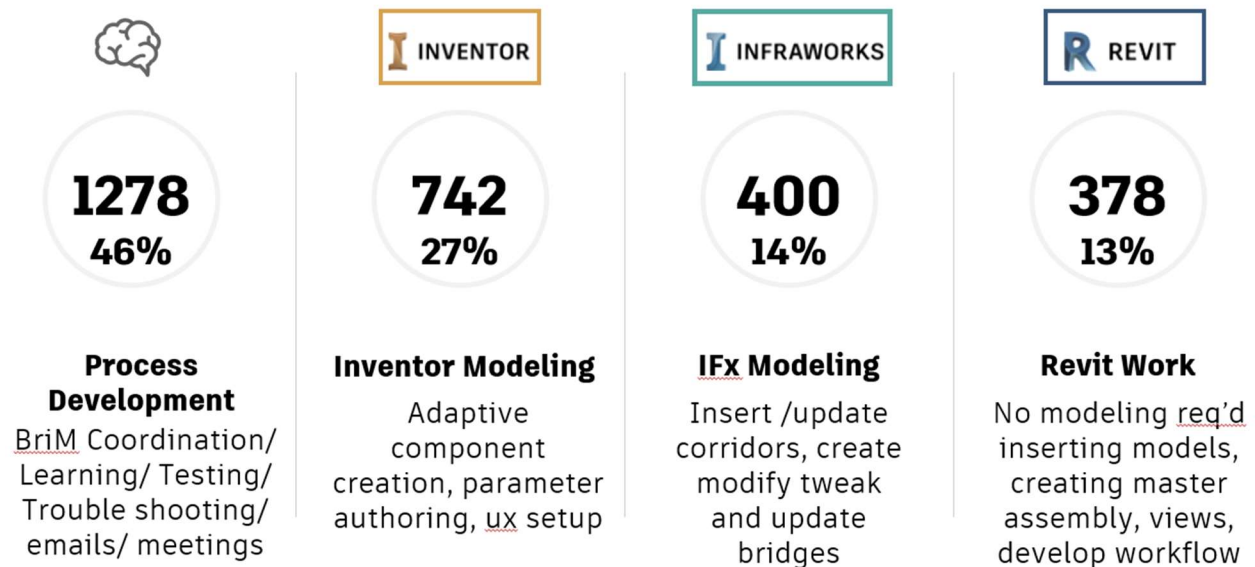 I INVENTOR
1278
46%
Process
Development
BriM Coordination/
Learning/ Testing/
Trouble shooting/
emails/ meetings
742
27%
Inventor Modeling
Adaptive
component
creation, parameter
authoring, ux setup
I INFRAWORKS
400
14%
IFx Modeling
Insert /update
corridors, create
modify tweak
and update
bridges
R REVIT
378
13%
Revit Work
No modeling req'd
inserting models,
creating master
assembly, views,
develop workflow